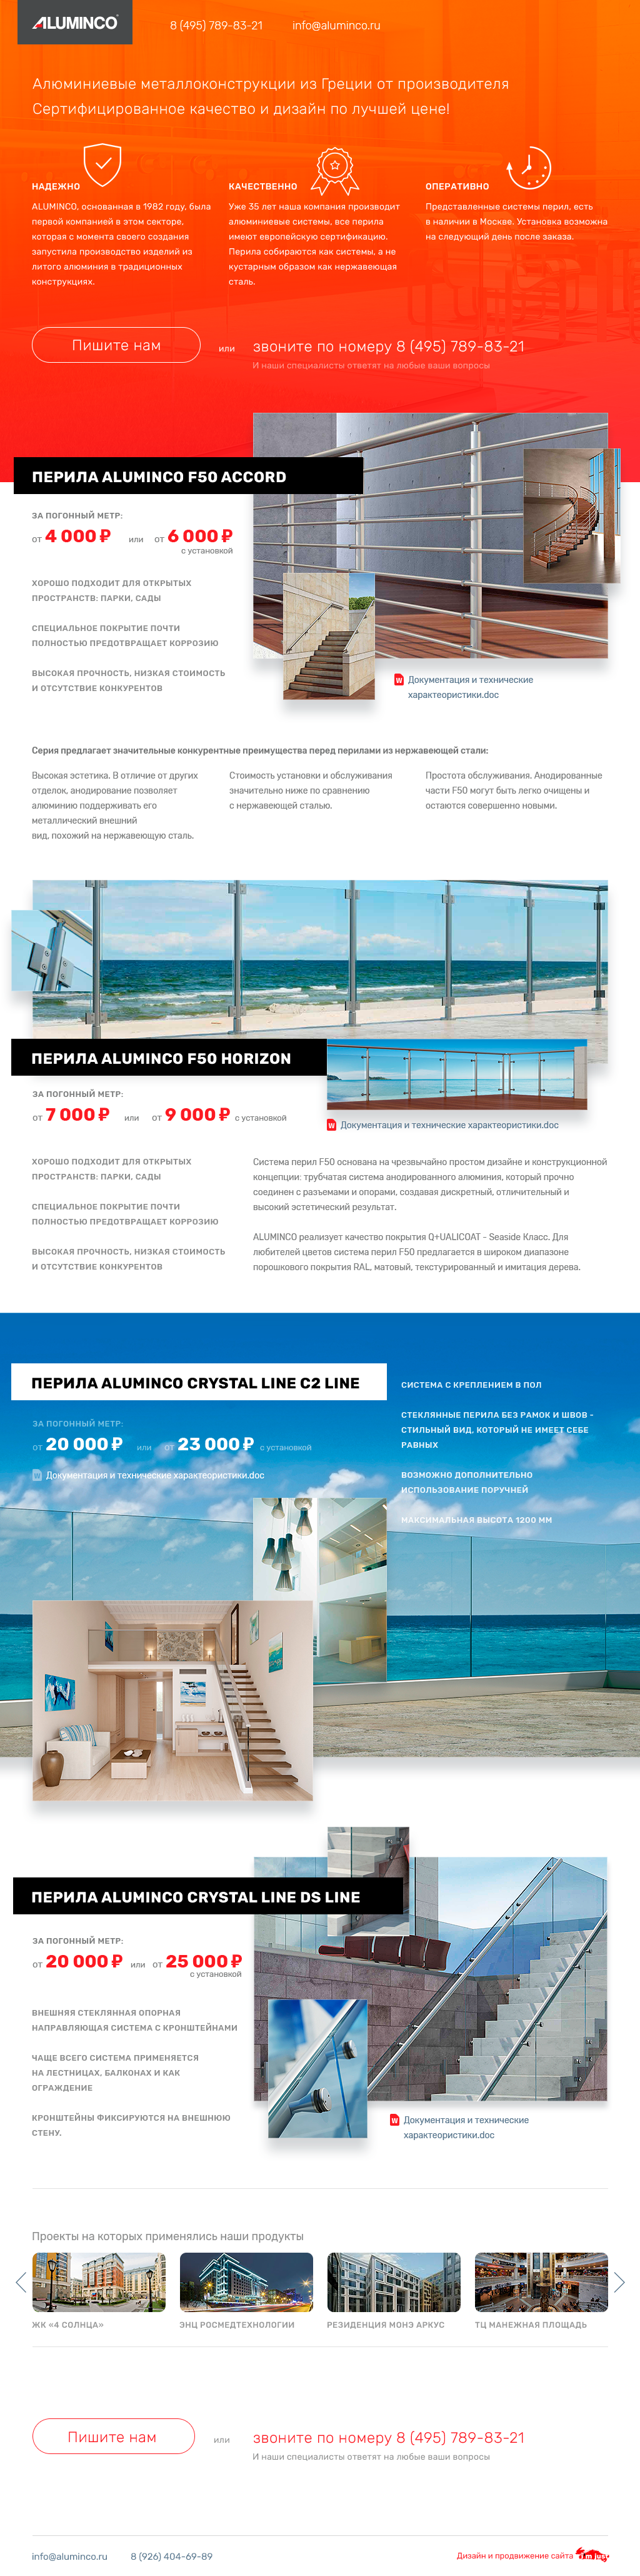 ALUMINCO
8 (495) 789-83-21
info@aluminco.ru
Алюминиевые металлоконструкции из Греции от производителя
Сертифицированное качество и дизайн по лучшей цене!
НАДЕЖНО
ALUMINCO, основанная в 1982 году, была
первой компанией в этом секторе,
которая с момента своего создания
запустила производство изделий из
литого алюминия в традиционных
конструкциях.
КАЧЕСТВЕННО
Уже 35 лет наша компания производит
алюминиевые системы, все перила
имеют европейскую сертификацию.
Перила собираются как системы, а не
кустарным образом как нержавеющая
сталь.
ОПЕРАТИВНО
Представленные системы перил, есть
в наличии в Москве. Установка возможна
на следующий день после заказа.
Пишите нам
или
звоните по номеру 8 (495) 789-83-21
И наши специалисты ответят на любые ваши вопросы
ПЕРИЛА ALUMINCO F50 ACCORD
ЗА ПОГОННЫЙ МЕТР:
от 4 000 ₽ или от 6 000 ₽
с установкой
ХОРОШО ПОДХОДИТ ДЛЯ ОТКРЫТЫХ
ПРОСТРАНСТВ: ПАРКИ, САДЫ
СПЕЦИАЛЬНОЕ ПОКРЫТИЕ ПОЧТИ
ПОЛНОСТЬЮ ПРЕДОТВРАЩАЕТ КОРРОЗИЮ
ВЫСОКАЯ ПРОЧНОСТЬ, НИЗКАЯ СТОИМОСТЬ
И ОТСУТСТВИЕ КОНКУРЕНТОВ
Документация и технические
характеористики.doc
Серия предлагает значительные конкурентные преимущества перед перилами из нержавеющей стали:
Высокая эстетика. В отличие от других
отделок, анодирование позволяет
алюминию поддерживать его
металлический внешний
вид, похожий на нержавеющую сталь.
Стоимость установки и обслуживания
значительно ниже по сравнению
с нержавеющей сталью.
Простота обслуживания. Анодированные
части F50 могут быть легко очищены и
остаются совершенно новыми.
ПЕРИЛА ALUMINCO F50 HORIZON
ЗА ПОГОННЫЙ МЕТР:
от 7 000 ₽ или от 9 000 ₽ с установкой
Документация и технические характеористики.doc
ХОРОШО ПОДХОДИТ ДЛЯ ОТКРЫТЫХ
ПРОСТРАНСТВ: ПАРКИ, САДЫ
СПЕЦИАЛЬНОЕ ПОКРЫТИЕ ПОЧТИ
ПОЛНОСТЬЮ ПРЕДОТВРАЩАЕТ КОРРОЗИЮ
ВЫСОКАЯ ПРОЧНОСТЬ, НИЗКАЯ СТОИМОСТЬ
И ОТСУТСТВИЕ КОНКУРЕНТОВ
Система перил F50 основана на чрезвычайно простом дизайне и конструкционной
концепции: трубчатая система анодированного алюминия, который прочно
соединен с разъемами и опорами, создавая дискретный, отличительный и
высокий эстетический результат.
ALUMINCO реализует качество покрытия Q+UALICOAT - Seaside Класс. Для
любителей цветов система перил F50 предлагается в широком диапазоне
порошкового покрытия RAL, матовый, текстурированный и имитация дерева.
ПЕРИЛА ALUMINCO CRYSTAL LINE C2 LINE
ЗА ПОГОННЫЙ МЕТР:
от 20 000 ₽ или от 23 000 ₽ с установкой
Документация и технические характеористики.doc
СИСТЕМА С КРЕПЛЕНИЕМ В ПОЛ
СТЕКЛЯННЫЕ ПЕРИЛА БЕЗ РАМОК И ШВОВ -
СТИЛЬНЫЙ ВИД, КОТОРЫЙ НЕ ИМЕЕТ СЕБЕ
РАВНЫХ
ВОЗМОЖНО ДОПОЛНИТЕЛЬНО
ИСПОЛЬЗОВАНИЕ ПОРУЧНЕЙ
МАКСИМАЛЬНАЯ ВЫСОТА 1200 ММ
ПЕРИЛА ALUMINCO CRYSTAL LINE DS LINE
ЗА ПОГОННЫЙ МЕТР:
от 20 000 ₽ или от 25 000 ₽
с установкой
ВНЕШНЯЯ СТЕКЛЯННАЯ ОПОРНАЯ
НАПРАВЛЯЮЩАЯ СИСТЕМА С КРОНШТЕЙНАМИ
ЧАЩЕ ВСЕГО СИСТЕМА ПРИМЕНЯЕТСЯ
НА ЛЕСТНИЦАХ, БАЛКОНАХ И КАК
ОГРАЖДЕНИЕ
КРОНШТЕЙНЫ ФИКСИРУЮТСЯ НА ВНЕШНЮЮ
СТЕНУ.
Документация и технические
характеористики.doc
Проекты на которых применялись наши продукты
ЖК «4 СОЛНЦА»
ЭНЦ РОСМЕДТЕХНОЛОГИИ
РЕЗИДЕНЦИЯ МОНЭ АРКУС
ТЦ МАНЕЖНАЯ ПЛОЩАДЬ
Пишите нам
или
звоните по номеру 8 (495) 789-83-21
И наши специалисты ответят на любые ваши вопросы
info@aluminco.ru
8 (926) 404-69-89
Дизайн и продвижение сайта